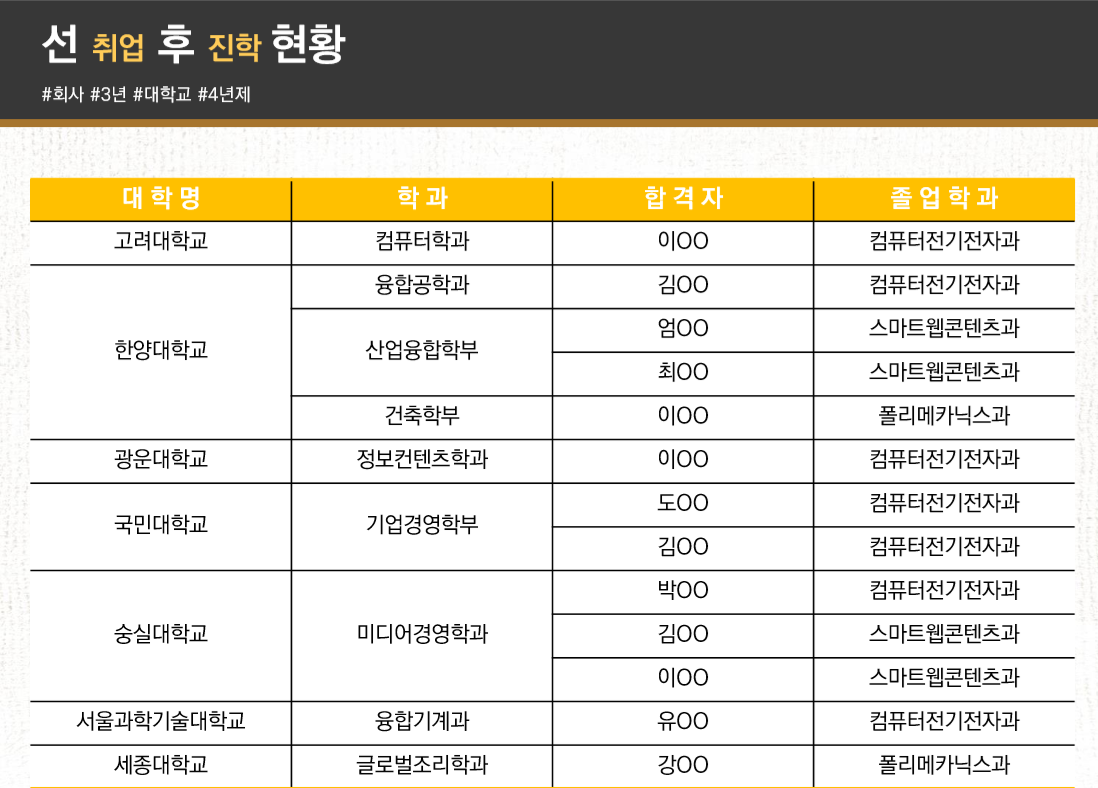 선 취업 후 진학 현황
#회사 #3년 #대학교 #4년제
대학명 학과 합격자 졸업학과
고려대학교 컴퓨터학과 이OO 컴퓨터전기전자과
한양대학교 융합공학과 김OO 컴퓨터전기전자과
산업융합학부 엄OO 스마트웹콘텐츠과
최OO 스마트웹콘텐츠과
건축학부 이OO 폴리메카닉스과
광운대학교 정보컨텐츠학과 이OO 컴퓨터전기전자과
국민대학교 기업경영학부 도OO 컴퓨터전기전자과
김OO 컴퓨터전기전자과
숭실대학교 미디어경영학과 박OO 컴퓨터전기전자과
김OO 스마트웹콘텐츠과
이OO 스마트웹콘텐츠과
서울과학기술대학교 융합기계과 유OO 컴퓨터전기전자과
세종대학교 글로벌조리학과 강OO 폴리메카닉스과